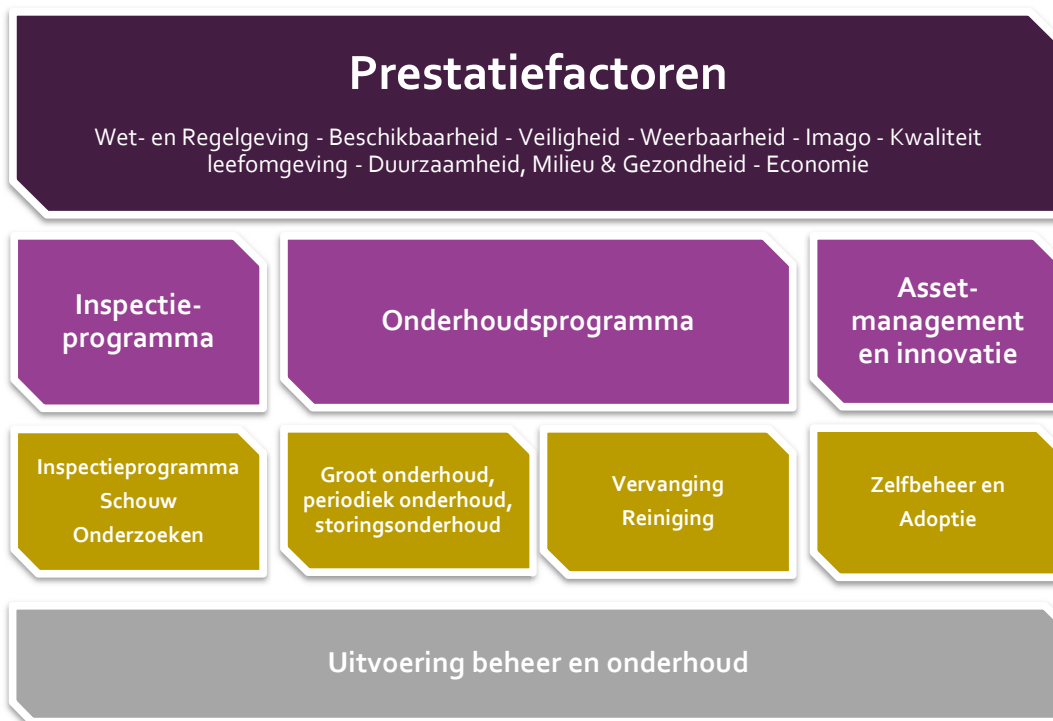 Prestatiefactoren
Wet- en Regelgeving - Beschikbaarheid - Veiligheid - Weerbaarheid - Imago - Kwaliteit
leefomgeving - Duurzaamheid, Milieu & Gezondheid - Economie
Inspectie-
programma
Onderhoudsprogramma
Asset-
management
en innovatie
Inspectieprogramma
Schouw
Onderzoeken
Groot onderhoud,
periodiek onderhoud,
storingsonderhoud
Vervanging
Reiniging
Zelfbeheer en
Adoptie
Uitvoering beheer en onderhoud